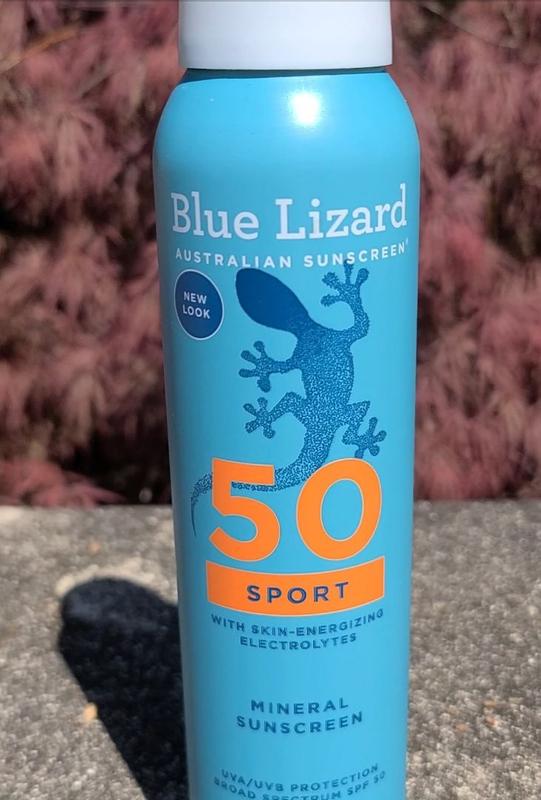 Blue Lizard
AUSTRALIAN SUNSCREEN®
NEW
LOOK
50
SPORT
WITH SKIN-ENERGIZING
ELECTROLYTES
MINERAL
SUNSCREEN
UVA/UVB PROTECTION
BROAD SPECTRUM SPF 50